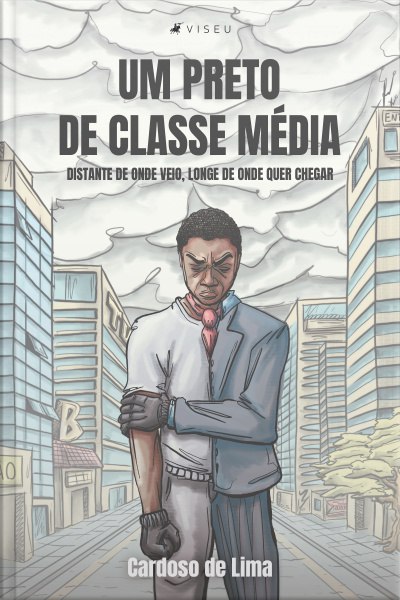 VISEU
UM PRETO
DE CLASSE MÉDIA
DISTANTE DE ONDE VEIO, LONGE DE ONDE QUER CHEGAR
B
Cardoso de Lima